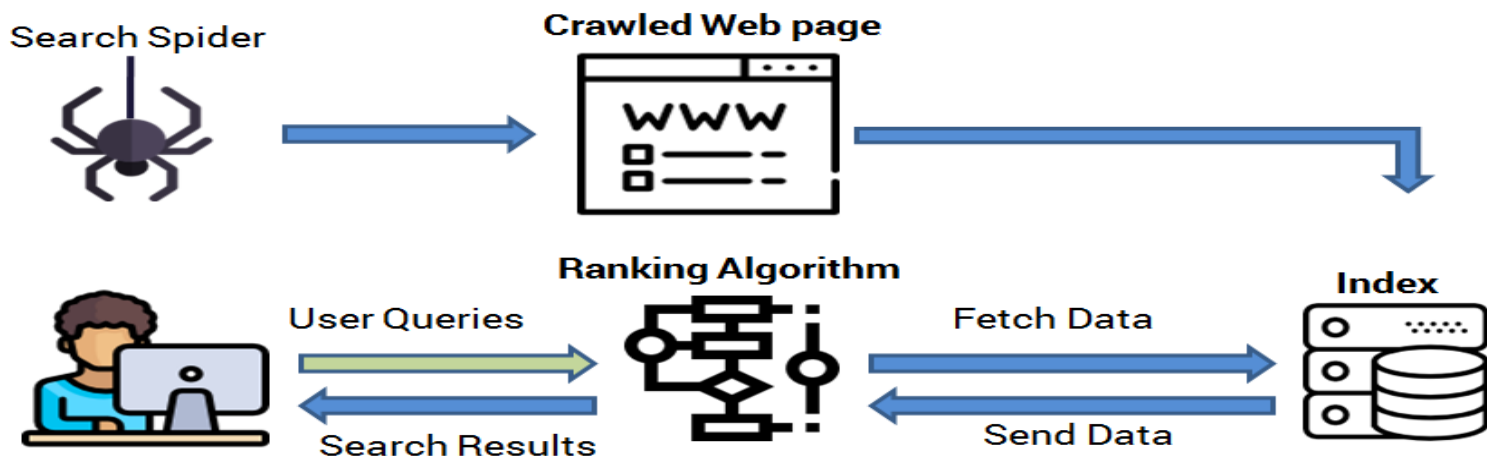 Search Spider
Crawled Web page
WWW
Ranking Algorithm
Index
User Queries
Fetch Data
Search Results
Send Data